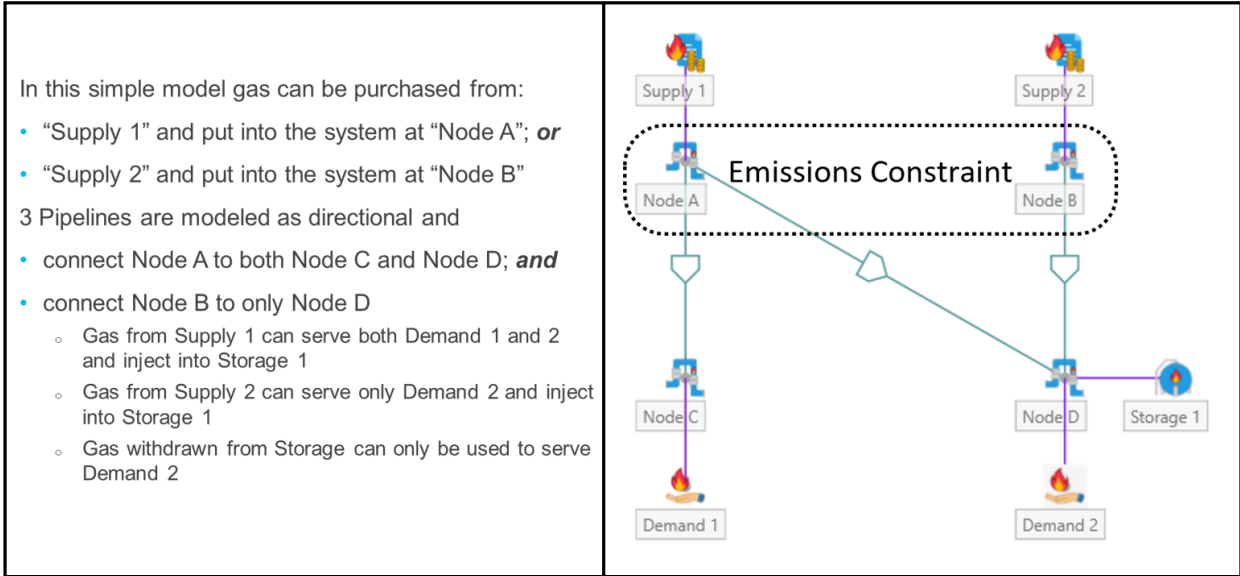 In this simple model gas can be purchased from:
• “Supply 1” and put into the system at “Node A”; or
• “Supply 2” and put into the system at “Node B”
3 Pipelines are modeled as directional and
• connect Node A to both Node C and Node D; and
• connect Node B to only Node D
◦ Gas from Supply 1 can serve both Demand 1 and 2
and inject into Storage 1
◦ Gas from Supply 2 can serve only Demand 2 and inject
into Storage 1
◦ Gas withdrawn from Storage can only be used to serve
Demand 2
Supply 1
Supply 2
Emissions Constraint
Node A
Node B
Node C
Node D
Storage 1
Demand 1
Demand 2